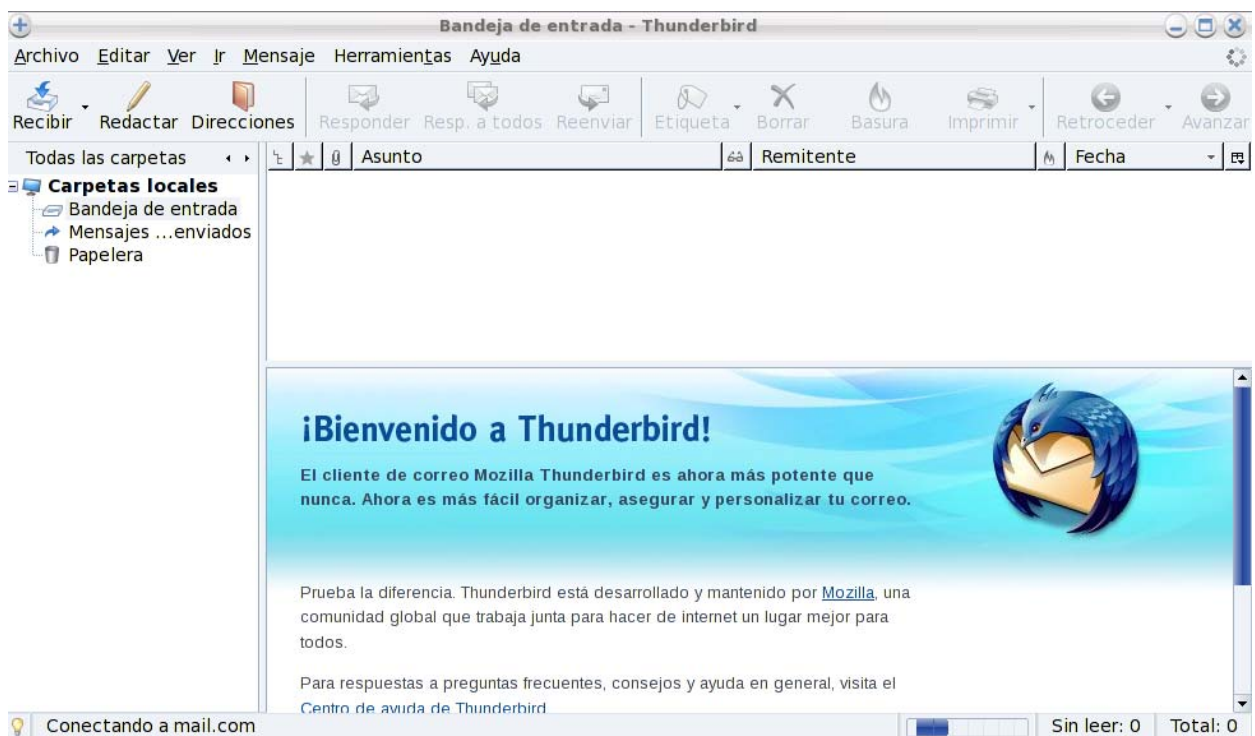 Bandeja de entrada - Thunderbird
Archivo Editar Ver Ir Mensaje Herramientas Ayuda
Recibir Redactar Direcciones Responder Resp. a todos Reenviar Etiqueta Borrar Basura Imprimir Retroceder Avanzar
Todas las carpetas Asunto Remitente Fecha
Carpetas locales
Bandeja de entrada
Mensajes ...enviados
Papelera
¡Bienvenido a Thunderbird!
El cliente de correo Mozilla Thunderbird es ahora más potente que
nunca. Ahora es más fácil organizar, asegurar y personalizar tu correo.
Prueba la diferencia. Thunderbird está desarrollado y mantenido por Mozilla, una
comunidad global que trabaja junta para hacer de internet un lugar mejor para
todos.
Para respuestas a preguntas frecuentes, consejos y ayuda en general, visita el
Centro de ayuda de Thunderbird
Conectando a mail.com Sin leer: 0 Total: 0